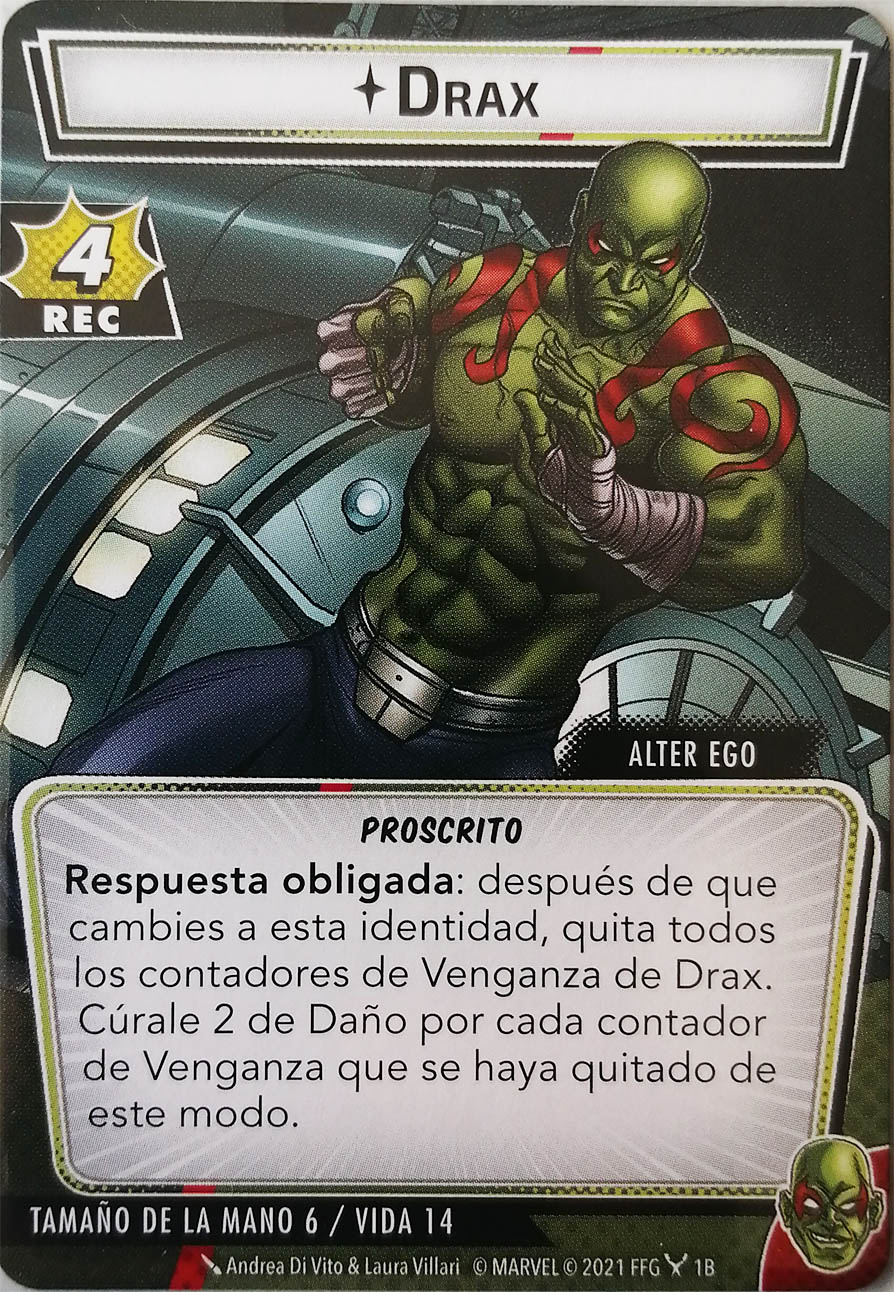 DRAX
4
REC
ALTER EGO
PROSCRITO
Respuesta obligada: después de que
cambies a esta identidad, quita todos
los contadores de Venganza de Drax.
Cúrale 2 de Daño por cada contador
de Venganza que se haya quitado de
este modo.
TAMAÑO DE LA MANO 6 / VIDA 14
Andrea Di Vito & Laura Villari © MARVEL © 2021 FFG 1B